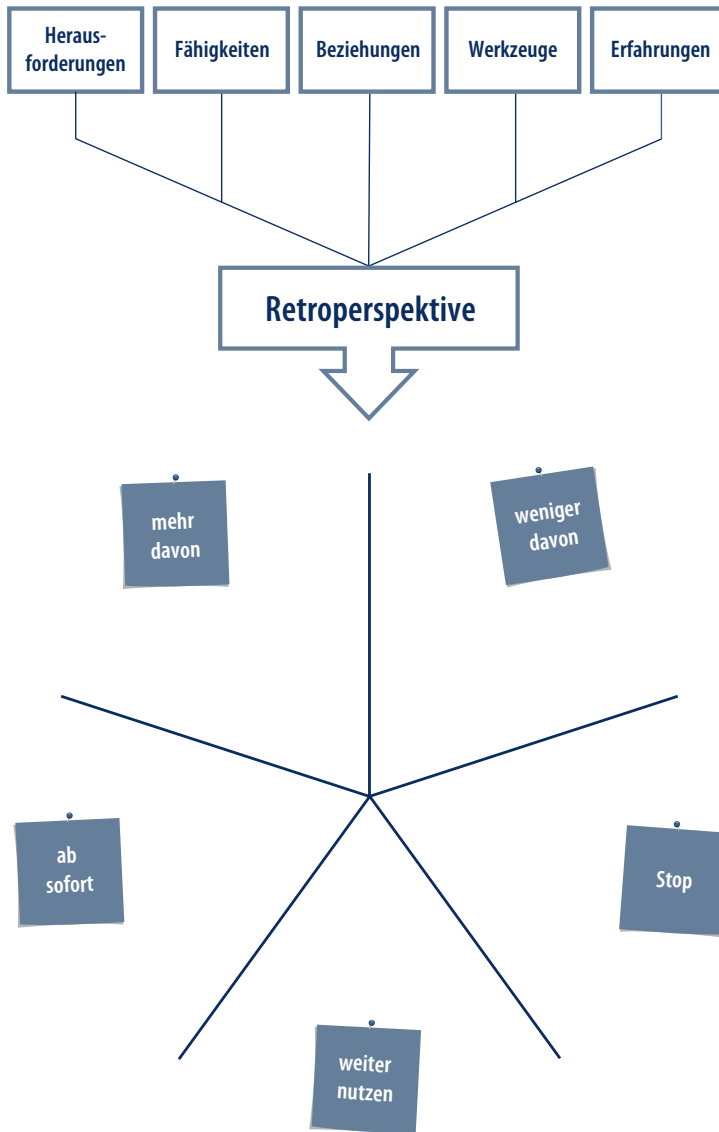 Heraus-
forderungen
Fähigkeiten
Beziehungen
Werkzeuge
Erfahrungen
Retroperspektive
mehr
davon
weniger
davon
ab
sofort
Stop
weiter
nutzen